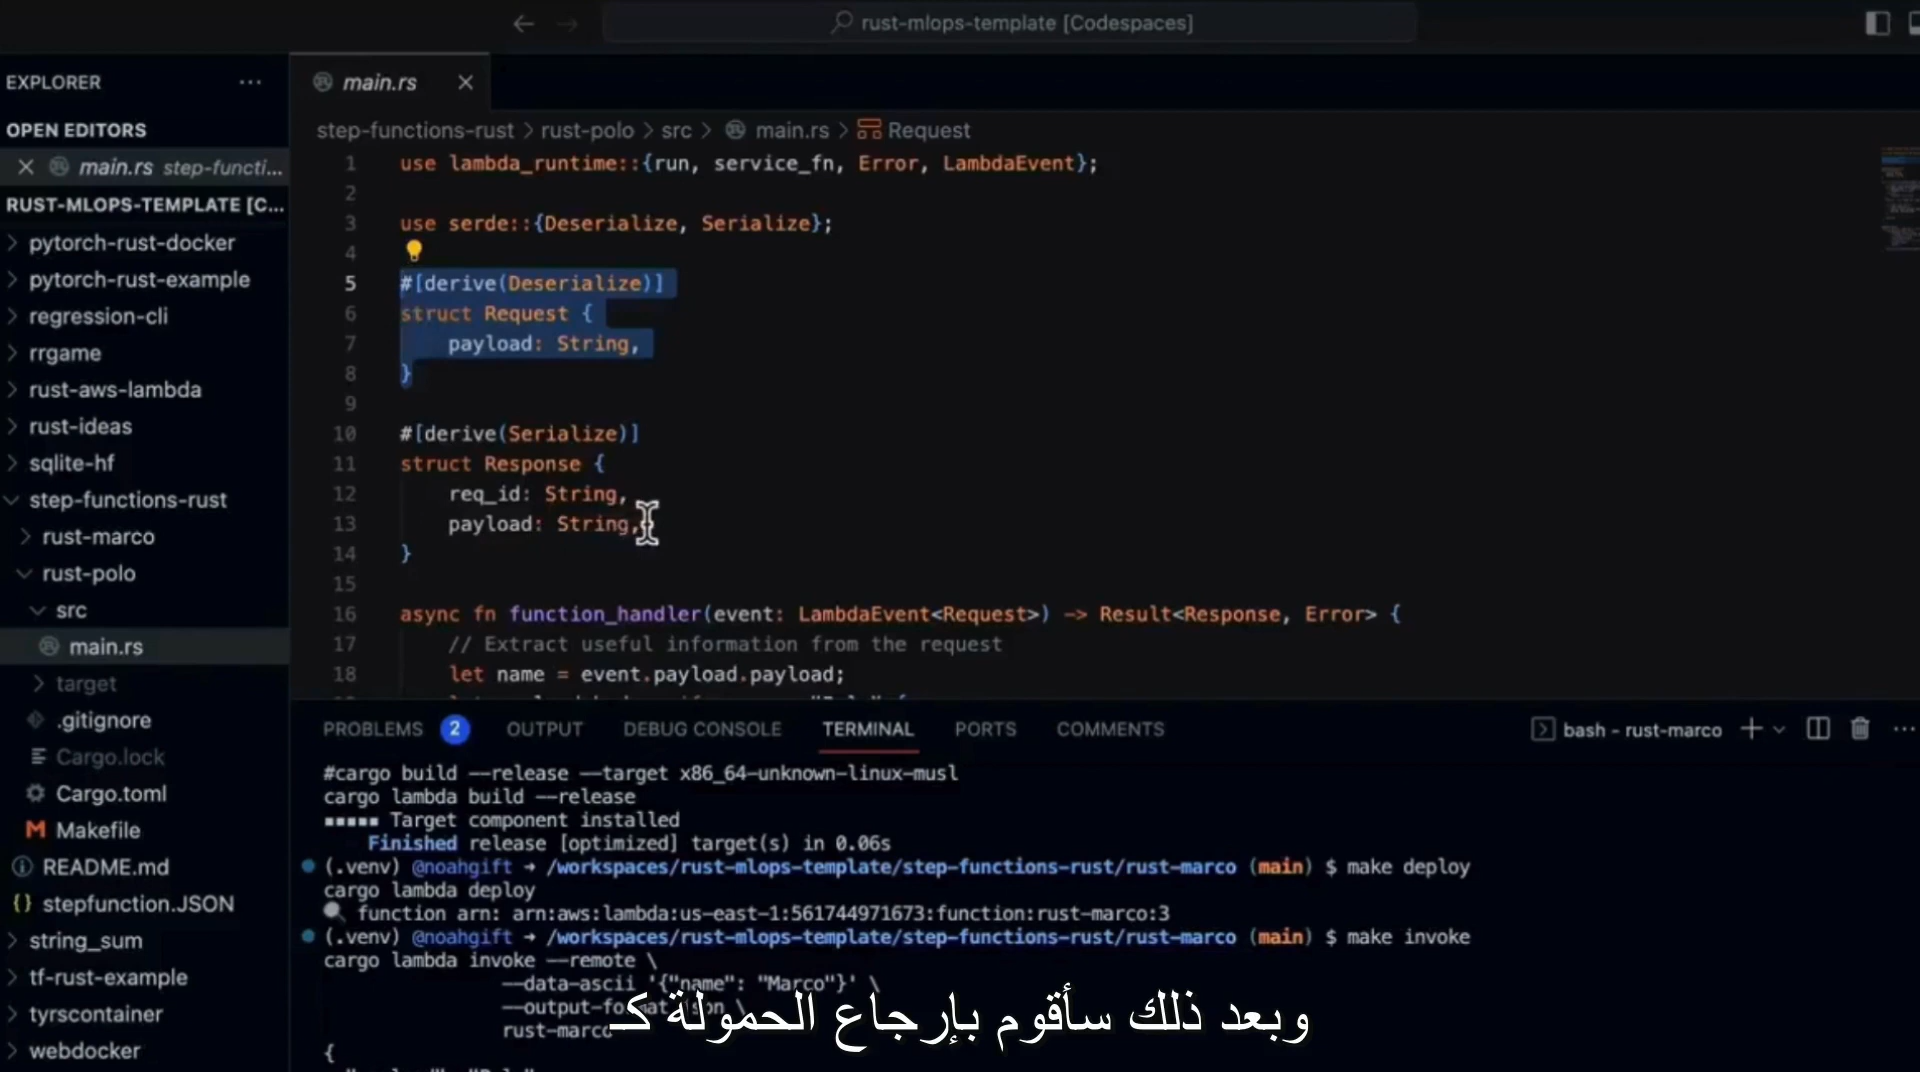 rust-mlops-template [Codespaces]
EXPLORER
OPEN EDITORS
main.rs step-functi...
RUST-MLOPS-TEMPLATE [C...
pytorch-rust-docker
pytorch-rust-example
regression-cli
rrgame
rust-aws-lambda
rust-ideas
sqlite-hf
step-functions-rust
rust-marco
rust-polo
src
main.rs
target
.gitignore
Cargo.lock
Cargo.toml
Makefile
README.md
stepfunction.JSON
string_sum
tf-rust-example
tyrscontainer
webdocker
main.rs
step-functions-rust > rust-polo > src > main.rs > Request
1 use lambda_runtime::{run, service_fn, Error, LambdaEvent};
2
3 use serde::{Deserialize, Serialize};
4
5 #[derive(Deserialize)]
6 struct Request {
7 payload: String,
8 }
9
10 #[derive(Serialize)]
11 struct Response {
12 req_id: String,
13 payload: String,
14 }
15
16 async fn function_handler(event: LambdaEvent<Request>) -> Result<Response, Error> {
17 // Extract useful information from the request
18 let name = event.payload.payload;
PROBLEMS 2 OUTPUT DEBUG CONSOLE TERMINAL PORTS COMMENTS
bash - rust-marco
#cargo build --release --target x86_64-unknown-linux-musl
cargo lambda build --release
Target component installed
Finished release [optimized] target(s) in 0.06s
(.venv) @noahgift → /workspaces/rust-mlops-template/step-functions-rust/rust-marco (main) $ make deploy
cargo lambda deploy
function arn: arn:aws:lambda:us-east-1:561744971673:function:rust-marco:3
(.venv) @noahgift → /workspaces/rust-mlops-template/step-functions-rust/rust-marco (main) $ make invoke
cargo lambda invoke --remote \
--data-ascii '{"name": "Marco"}' \
--output-format json \
rust-marco
{
وبعد ذلك سأقوم بإرجاع الحمولة كـ